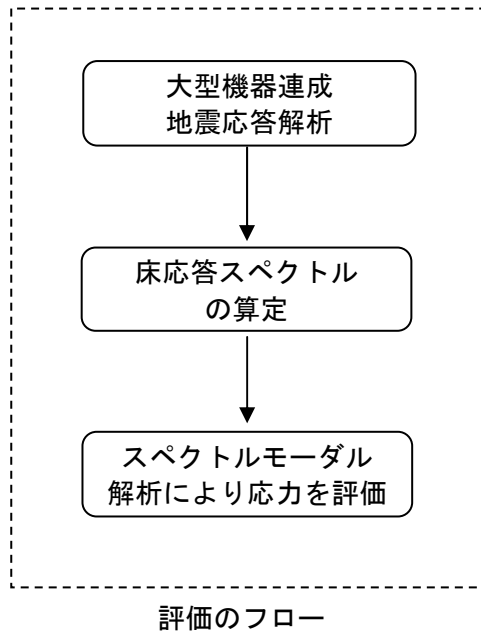 大型機器連成
地震応答解析
床応答スペクトル
の算定
スペクトルモーダル
解析により応力を評価
評価のフロー